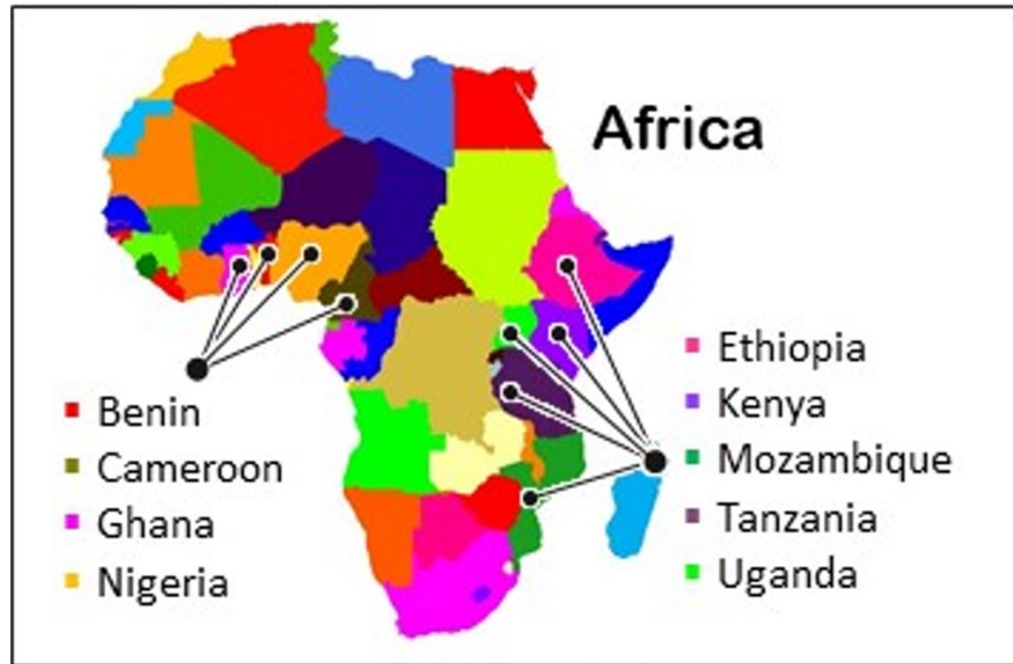 Africa
Benin
Cameroon
Ghana
Nigeria
Ethiopia
Kenya
Mozambique
Tanzania
Uganda